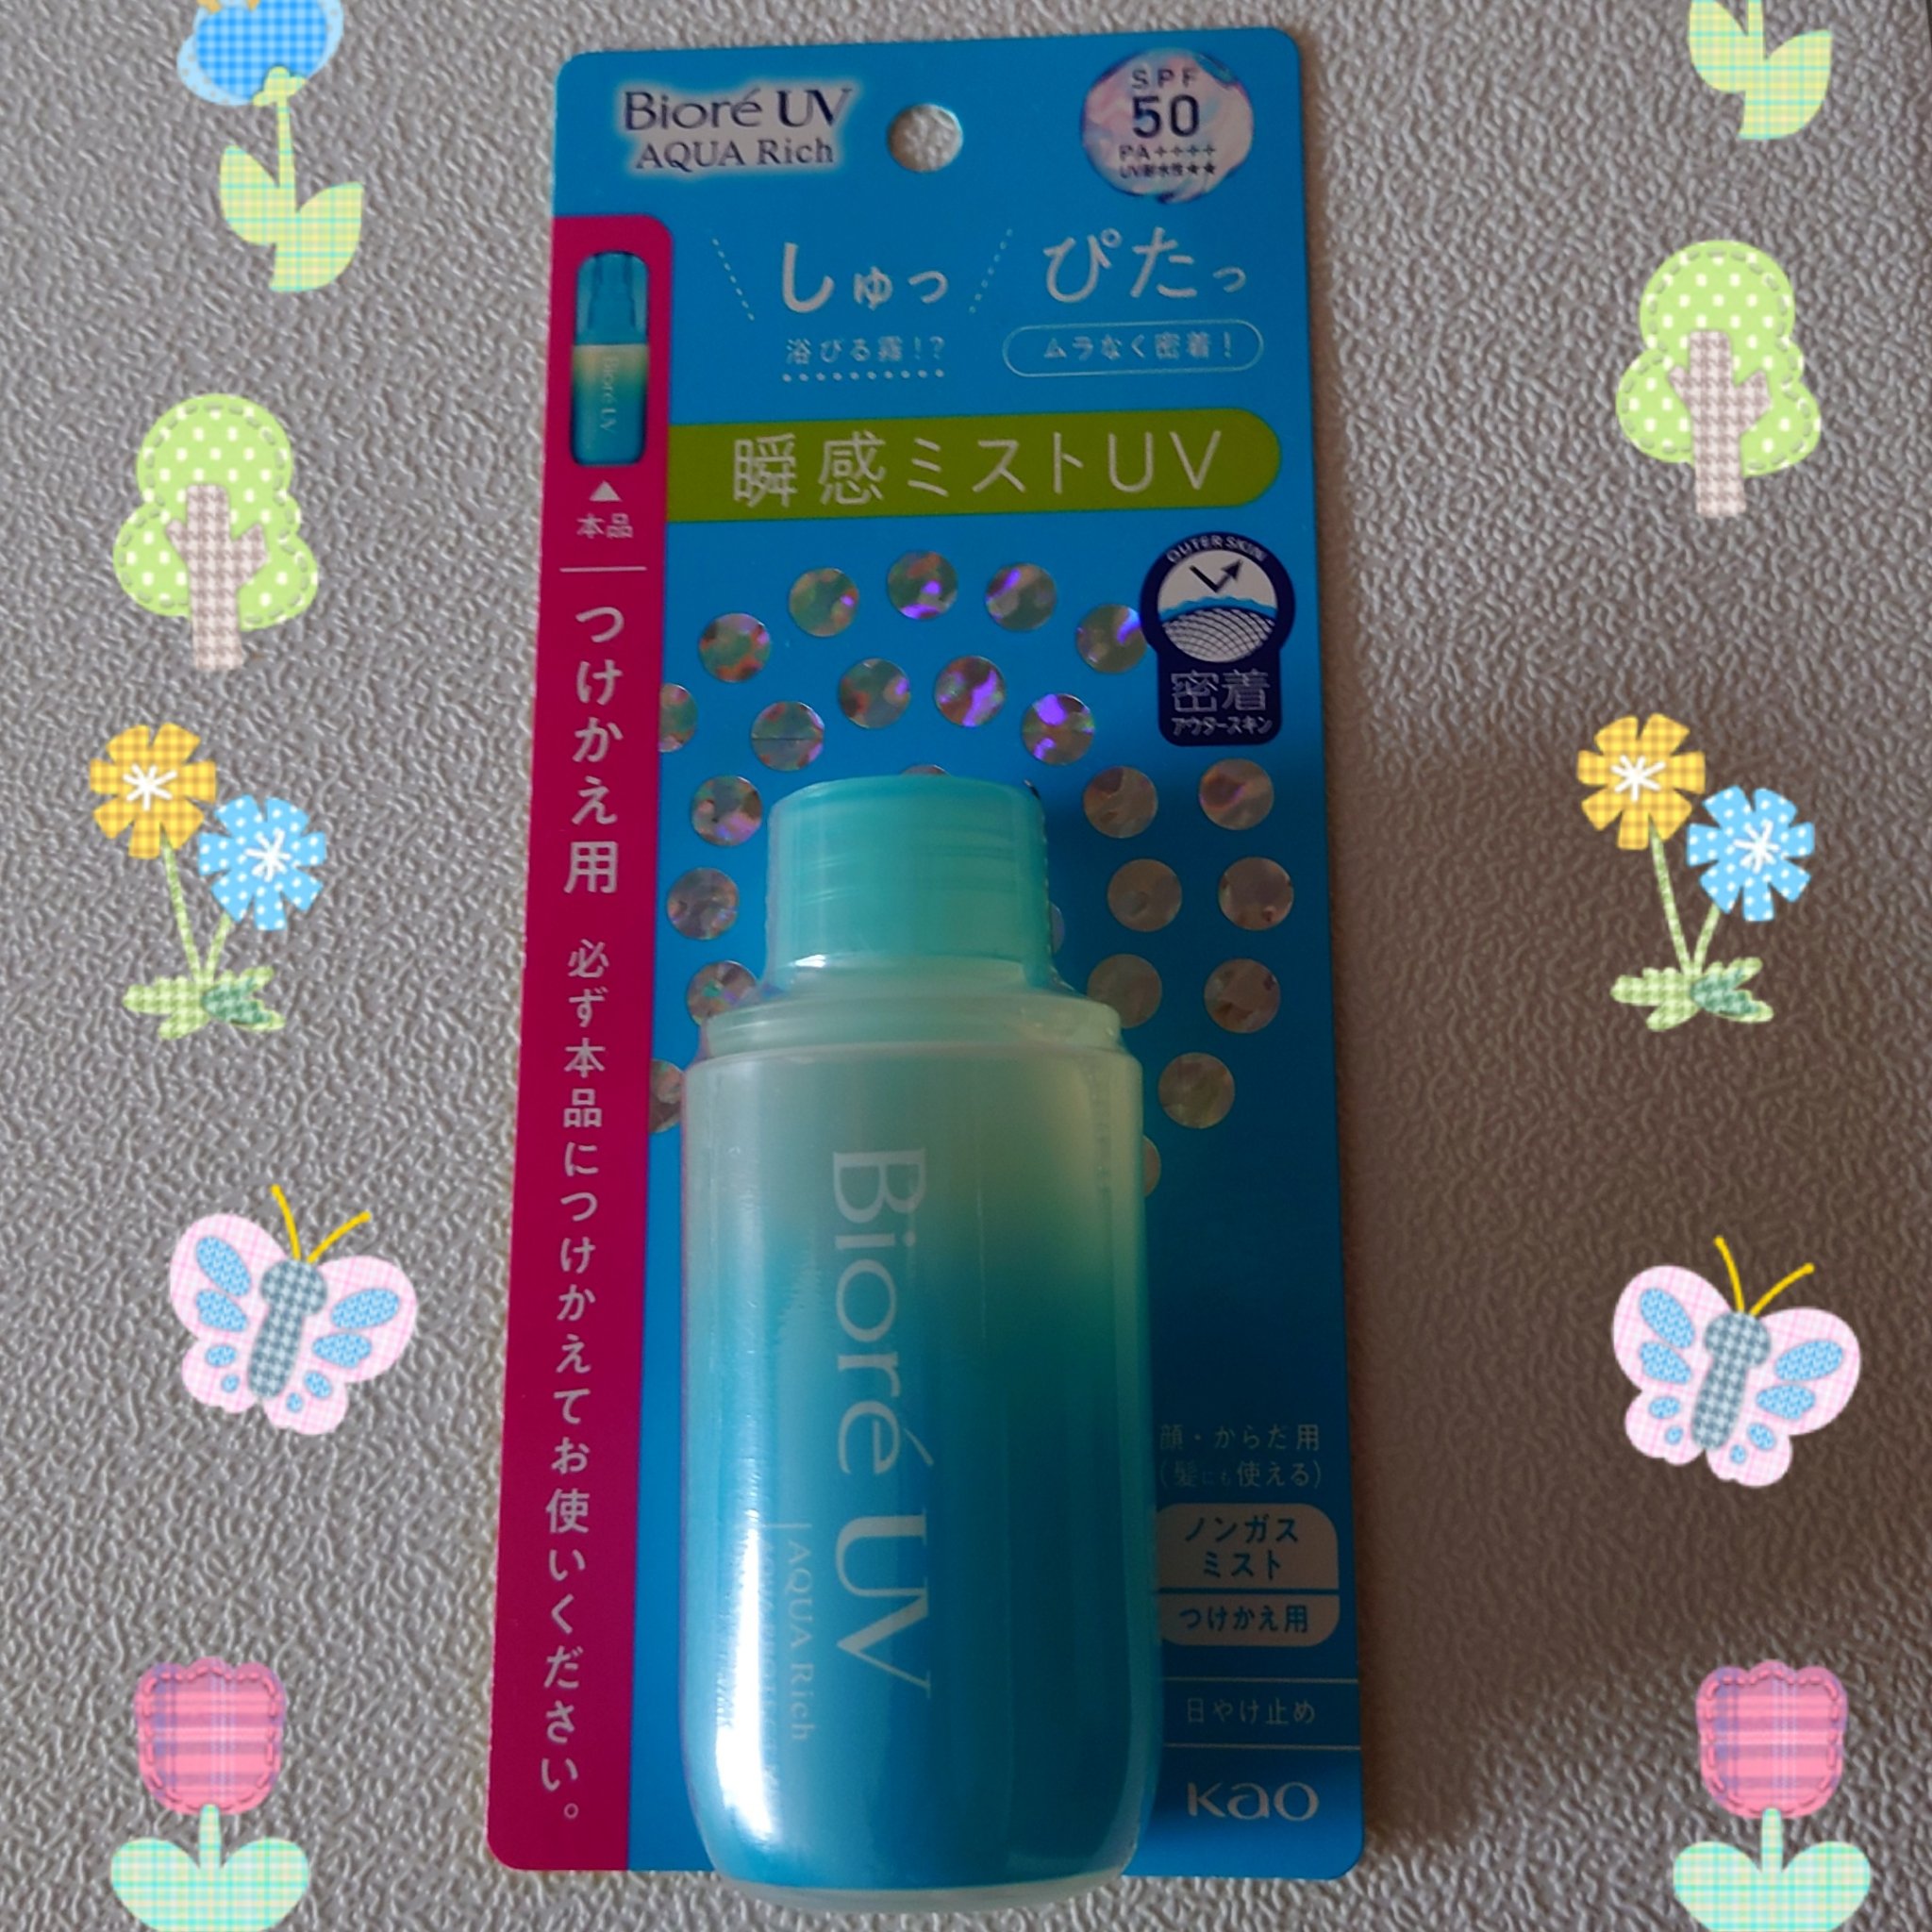 Bioré UV
AQUA Rich
SPF
50
PA++++
UV耐水性★★
しゅっ
浴びる霧!?
ぴたっ
ムラなく密着!
瞬感ミストUV
OUTER SKIN
密着
アウタースキン
Bioré UV
▲
本品
つけかえ用
必ず本品につけかえてお使いください。
Bioré UV
AQUA Rich
顔・からだ用
(髪にも使える)
ノンガス
ミスト
つけかえ用
日やけ止め
Kao